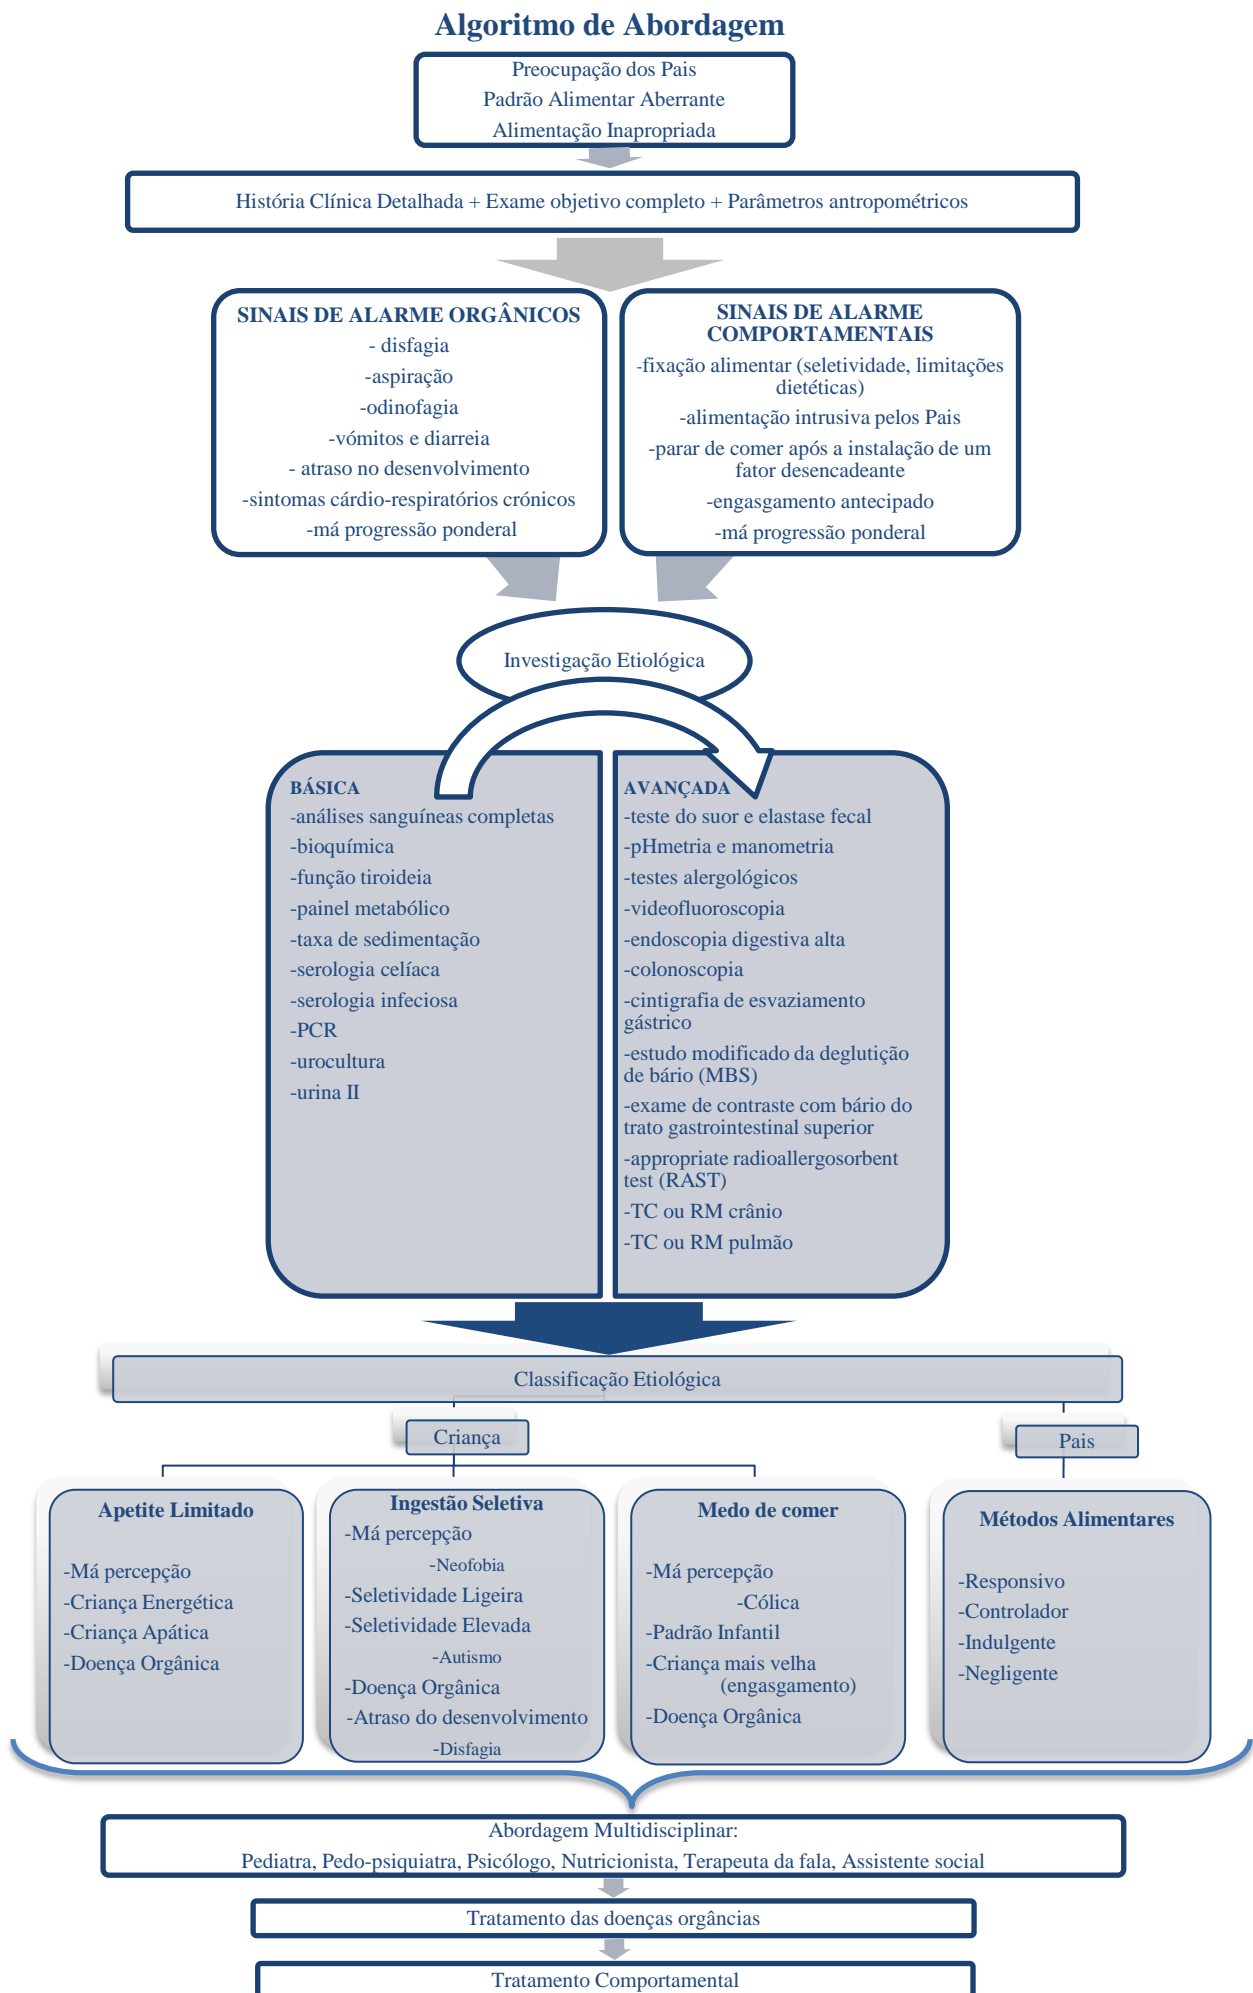 Algoritmo de Abordagem
Preocupação dos Pais
Padrão Alimentar Aberrante
Alimentação Inapropriada
História Clínica Detalhada + Exame objetivo completo + Parâmetros antropométricos
SINAIS DE ALARME ORGÂNICOS
- disfagia
-aspiração
-odinofagia
-vómitos e diarreia
- atraso no desenvolvimento
-sintomas cárdio-respiratórios crónicos
-má progressão ponderal
SINAIS DE ALARME
COMPORTAMENTAIS
-fixação alimentar (seletividade, limitações
dietéticas)
-alimentação intrusiva pelos Pais
-parar de comer após a instalação de um
fator desencadeante
-engasgamento antecipado
-má progressão ponderal
Investigação Etiológica
BÁSICA
-análises sanguíneas completas
-bioquímica
-função tiroideia
-painel metabólico
-taxa de sedimentação
-serologia celíaca
-serologia infeciosa
-PCR
-urocultura
-urina II
AVANÇADA
-teste do suor e elastase fecal
-pHmetria e manometria
-testes alergológicos
-videofluoroscopia
-endoscopia digestiva alta
-colonoscopia
-cintigrafia de esvaziamento
gástrico
-estudo modificado da deglutição
de bário (MBS)
-exame de contraste com bário do
trato gastrointestinal superior
-appropriate radioallergosorbent
test (RAST)
-TC ou RM crânio
-TC ou RM pulmão
Classificação Etiológica
Criança
Pais
Apetite Limitado
-Má percepção
-Criança Energética
-Criança Apática
-Doença Orgânica
Ingestão Seletiva
-Má percepção
-Neofobia
-Seletividade Ligeira
-Seletividade Elevada
-Autismo
-Doença Orgânica
-Atraso do desenvolvimento
-Disfagia
Medo de comer
-Má percepção
-Cólica
-Padrão Infantil
-Criança mais velha
(engasgamento)
-Doença Orgânica
Métodos Alimentares
-Responsivo
-Controlador
-Indulgente
-Negligente
Abordagem Multidisciplinar:
Pediatra, Pedo-psiquiatra, Psicólogo, Nutricionista, Terapeuta da fala, Assistente social
Tratamento das doenças orgâncias
Tratamento Comportamental